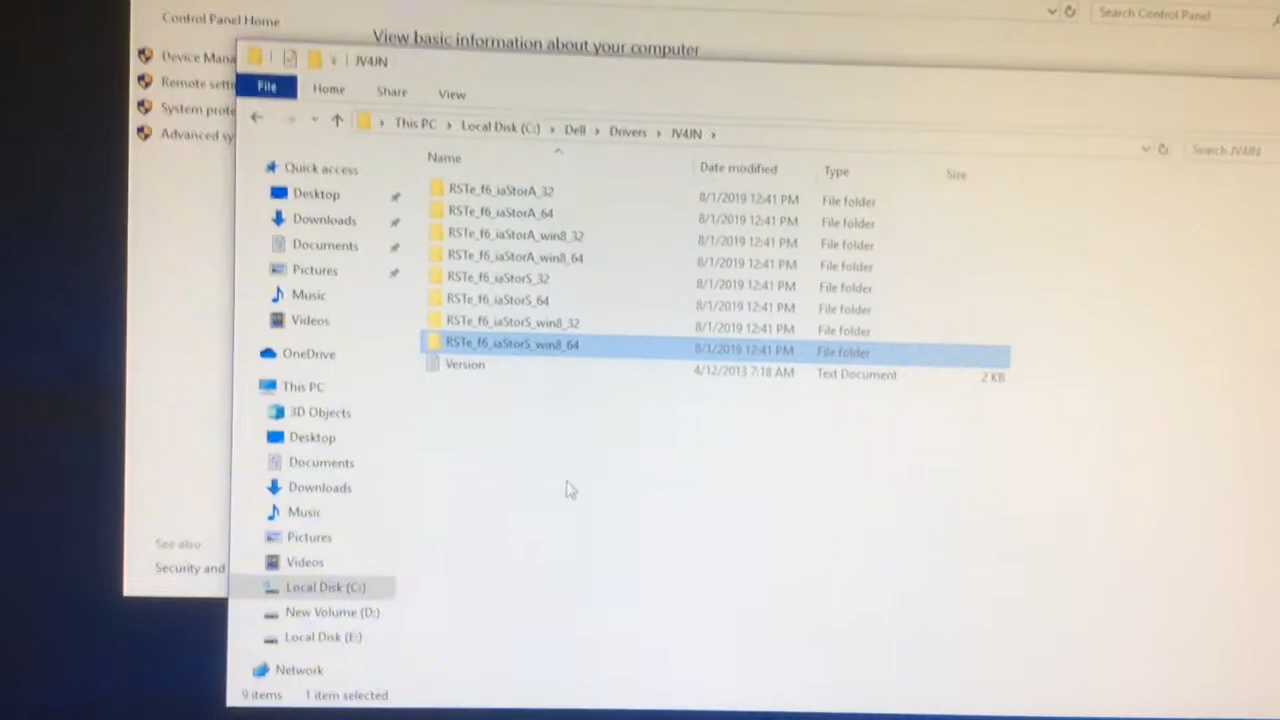 Control Panel Home
Search Control Panel
View basic information about your computer
Device Mana
Remote sett
System prote
Advanced sy
JV4JN
File
Home
Share
View
This PC > Local Disk (C:) > Dell > Drivers > JV4JN >
Search JV4JN
Name
Date modified
Type
Size
RSTe_f6_iaStorA_32 8/1/2019 12:41 PM File folder
RSTe_f6_iaStorA_64 8/1/2019 12:41 PM File folder
RSTe_f6_iaStorA_win8_32 8/1/2019 12:41 PM File folder
RSTe_f6_iaStorA_win8_64 8/1/2019 12:41 PM File folder
RSTe_f6_iaStorS_32 8/1/2019 12:41 PM File folder
RSTe_f6_iaStorS_64 8/1/2019 12:41 PM File folder
RSTe_f6_iaStorS_win8_32 8/1/2019 12:41 PM File folder
RSTe_f6_iaStorS_win8_64 8/1/2019 12:41 PM File folder
Version 4/12/2013 7:18 AM Text Document 2 KB
Quick access
Desktop
Downloads
Documents
Pictures
Music
Videos
OneDrive
This PC
3D Objects
Desktop
Documents
Downloads
Music
Pictures
Videos
Local Disk (C:)
New Volume (D:)
Local Disk (E:)
Network
9 items 1 item selected
See also
Security and